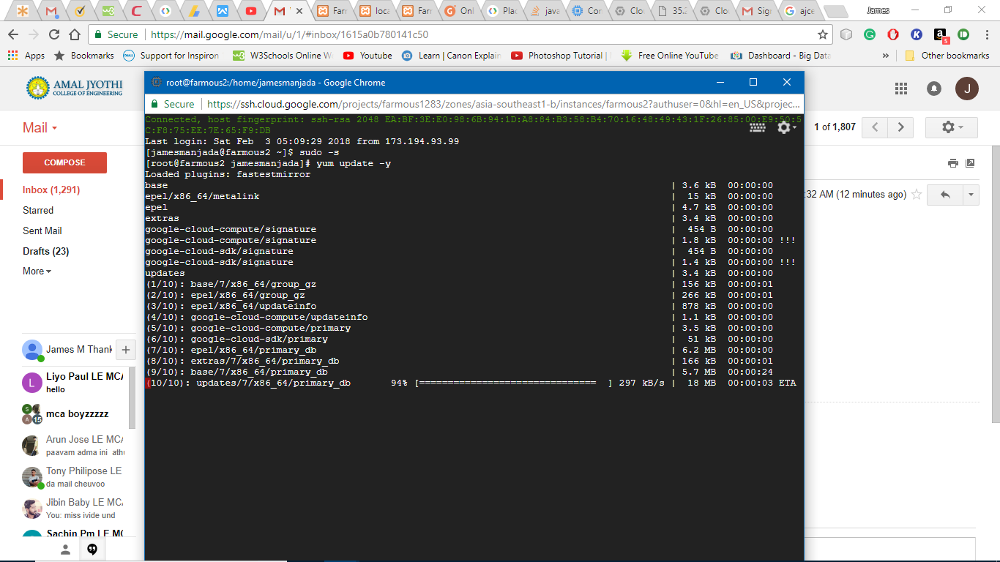 Farr
loca
Farr
Onl
Plac
java
Con
Clo
35.2
Clo
Sign
ajce
James
Secure https://mail.google.com/mail/u/1/#inbox/1615a0b780141c50
Apps Bookmarks Support for Inspiron W3Schools Online W Youtube Learn | Canon Explain Photoshop Tutorial | Free Online YouTube Dashboard - Big Data » Other bookmarks
AMAL JYOTHI
COLLEGE OF ENGINEERING
J
Mail
1 of 1,807
COMPOSE
Inbox (1,291)
Starred
Sent Mail
Drafts (23)
More
:32 AM (12 minutes ago)
James M Thank
Liyo Paul LE MCA
hello
mca boyzzzzz
Arun Jose LE MC
paavam adma ini athu
Tony Philipose LE
da mail cheuvoo
Jibin Baby LE MCA
You: miss ivide und
Sachin Pm LE MC
root@farmous2:/home/jamesmanjada - Google Chrome
Secure https://ssh.cloud.google.com/projects/farmous1283/zones/asia-southeast1-b/instances/farmous2?authuser=0&hl=en_US&projec...
Connected, host fingerprint: ssh-rsa 2048 EA:BF:3E:E0:98:6B:94:1D:A8:84:B3:58:B4:70:16:48:49:43:1F:26:85:00:E9:50:5
C:F8:75:EE:7E:65:F9:DB
Last login: Sat Feb  3 05:09:29 2018 from 173.194.93.99
[jamesmanjada@farmous2 ~]$ sudo -s
[root@farmous2 jamesmanjada]# yum update -y
Loaded plugins: fastestmirror
base | 3.6 kB 00:00:00
epel/x86_64/metalink | 15 kB 00:00:00
epel | 4.7 kB 00:00:00
extras | 3.4 kB 00:00:00
google-cloud-compute/signature | 454 B 00:00:00
google-cloud-compute/signature | 1.8 kB 00:00:00 !!!
google-cloud-sdk/signature | 454 B 00:00:00
google-cloud-sdk/signature | 1.4 kB 00:00:00 !!!
updates | 3.4 kB 00:00:00
(1/10): base/7/x86_64/group_gz | 156 kB 00:00:01
(2/10): epel/x86_64/group_gz | 266 kB 00:00:01
(3/10): epel/x86_64/updateinfo | 878 kB 00:00:00
(4/10): google-cloud-compute/updateinfo | 1.1 kB 00:00:00
(5/10): google-cloud-compute/primary | 3.5 kB 00:00:00
(6/10): google-cloud-sdk/primary | 51 kB 00:00:00
(7/10): epel/x86_64/primary_db | 6.2 MB 00:00:00
(8/10): extras/7/x86_64/primary_db | 166 kB 00:00:01
(9/10): base/7/x86_64/primary_db | 5.7 MB 00:00:24
(10/10): updates/7/x86_64/primary_db 94% [=============================== ] 297 kB/s | 18 MB 00:00:03 ETA